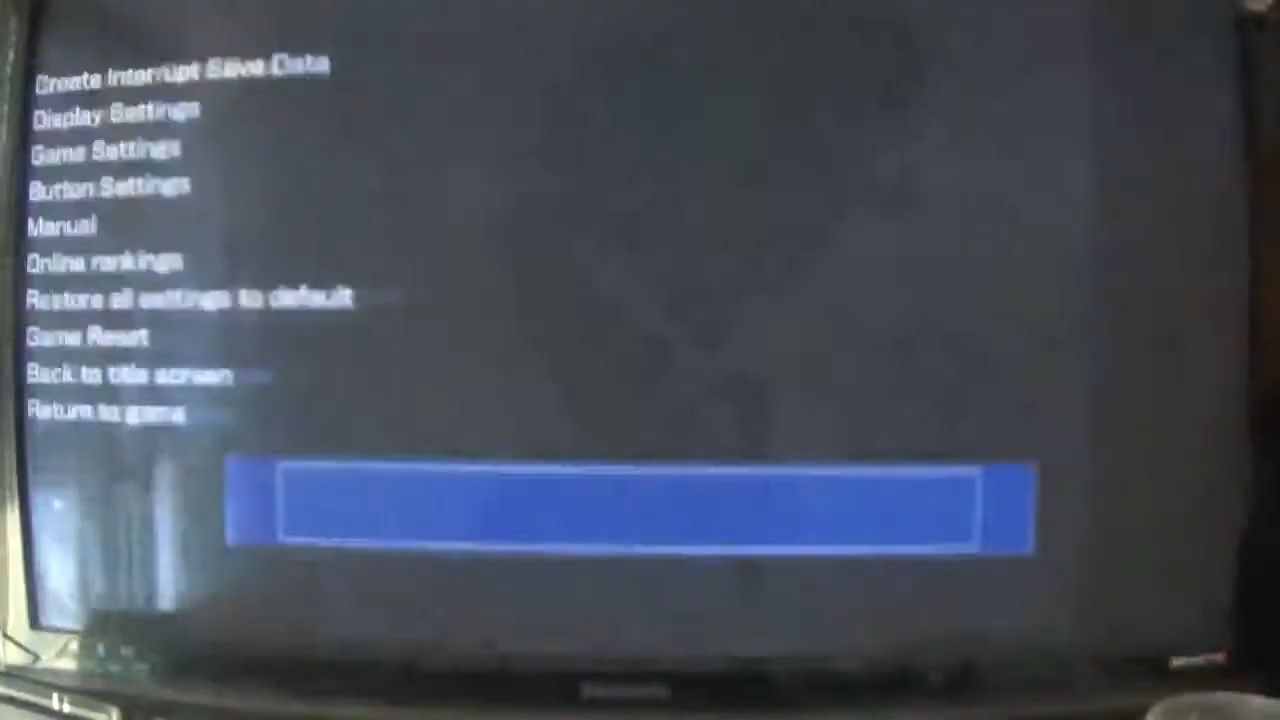 Create Interrupt Save Data
Display Settings
Game Settings
Button Settings
Manual
Online rankings
Restore all settings to default
Game Reset
Back to title screen
Return to game